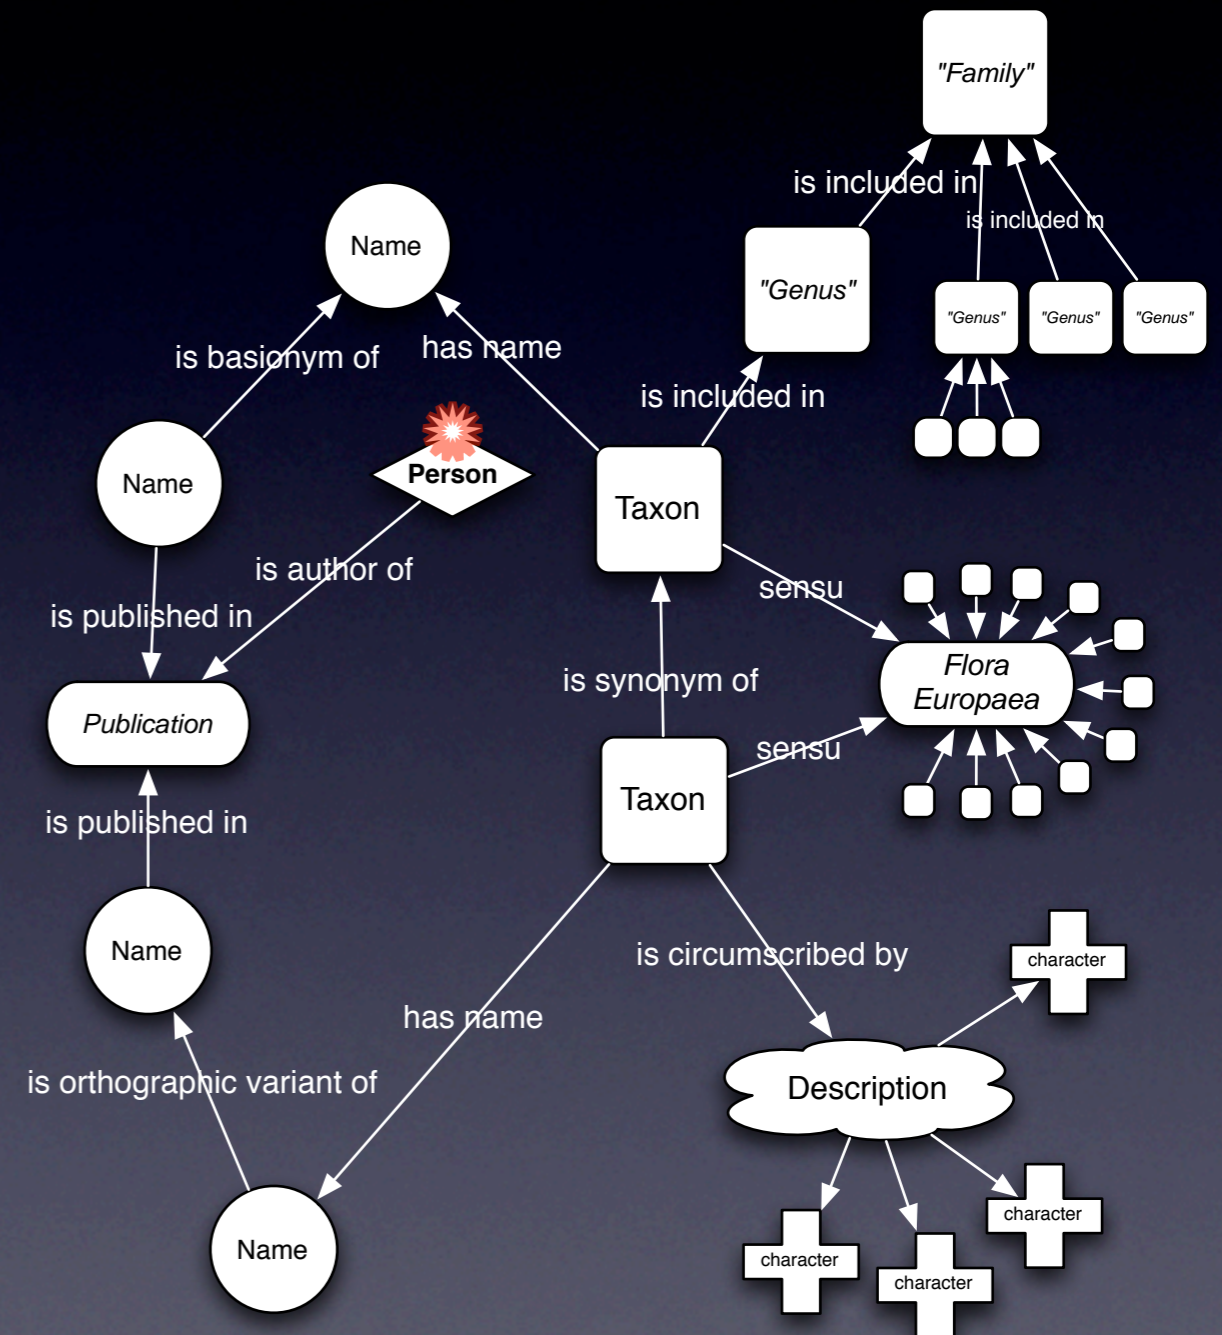 "Family"
is included in
is included in
Name
"Genus"
"Genus"
"Genus"
"Genus"
is basionym of
has name
is included in
Person
Name
Taxon
is author of
sensu
is published in
Flora
Europaea
is synonym of
Publication
sensu
Taxon
is published in
Name
is circumscribed by
character
has name
is orthographic variant of
Description
character
Name
character
character